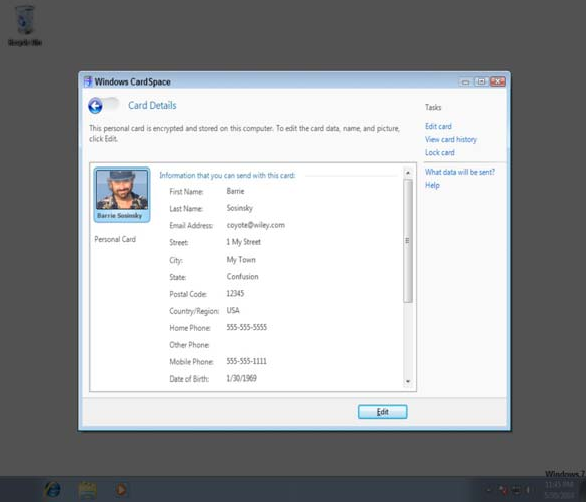 Recycle Bin
Windows CardSpace
Card Details
This personal card is encrypted and stored on this computer. To edit the card data, name, and picture,
click Edit.
Barrie Sosinsky
Personal Card
Information that you can send with this card:
First Name: Barrie
Last Name: Sosinsky
Email Address: coyote@wiley.com
Street: 1 My Street
City: My Town
State: Confusion
Postal Code: 12345
Country/Region: USA
Home Phone: 555-555-5555
Other Phone:
Mobile Phone: 555-555-1111
Date of Birth: 1/30/1969
Edit
Tasks
Edit card
View card history
Lock card
What data will be sent?
Help
Windows 7
11:45 PM